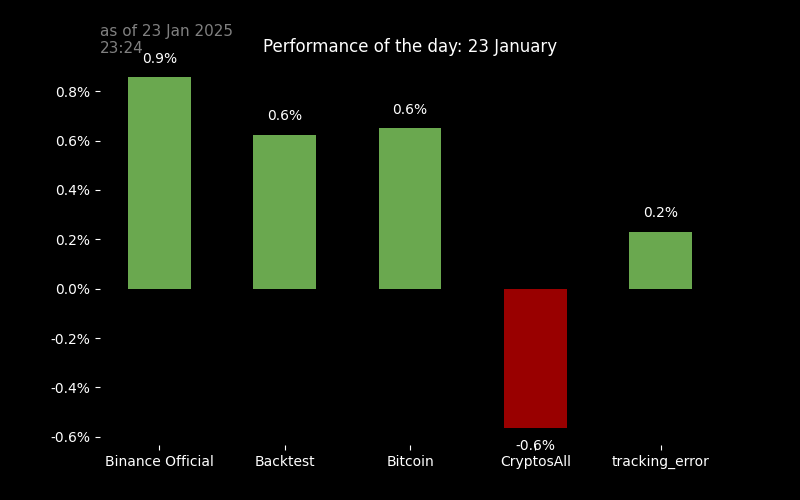 as of 23 Jan 2025
23:24
Performance of the day: 23 January
0.9%
0.6%
0.6%
-0.6%
0.2%
0.8%
0.6%
0.4%
0.2%
0.0%
-0.2%
-0.4%
-0.6%
Binance Official
Backtest
Bitcoin
CryptosAll
tracking_error